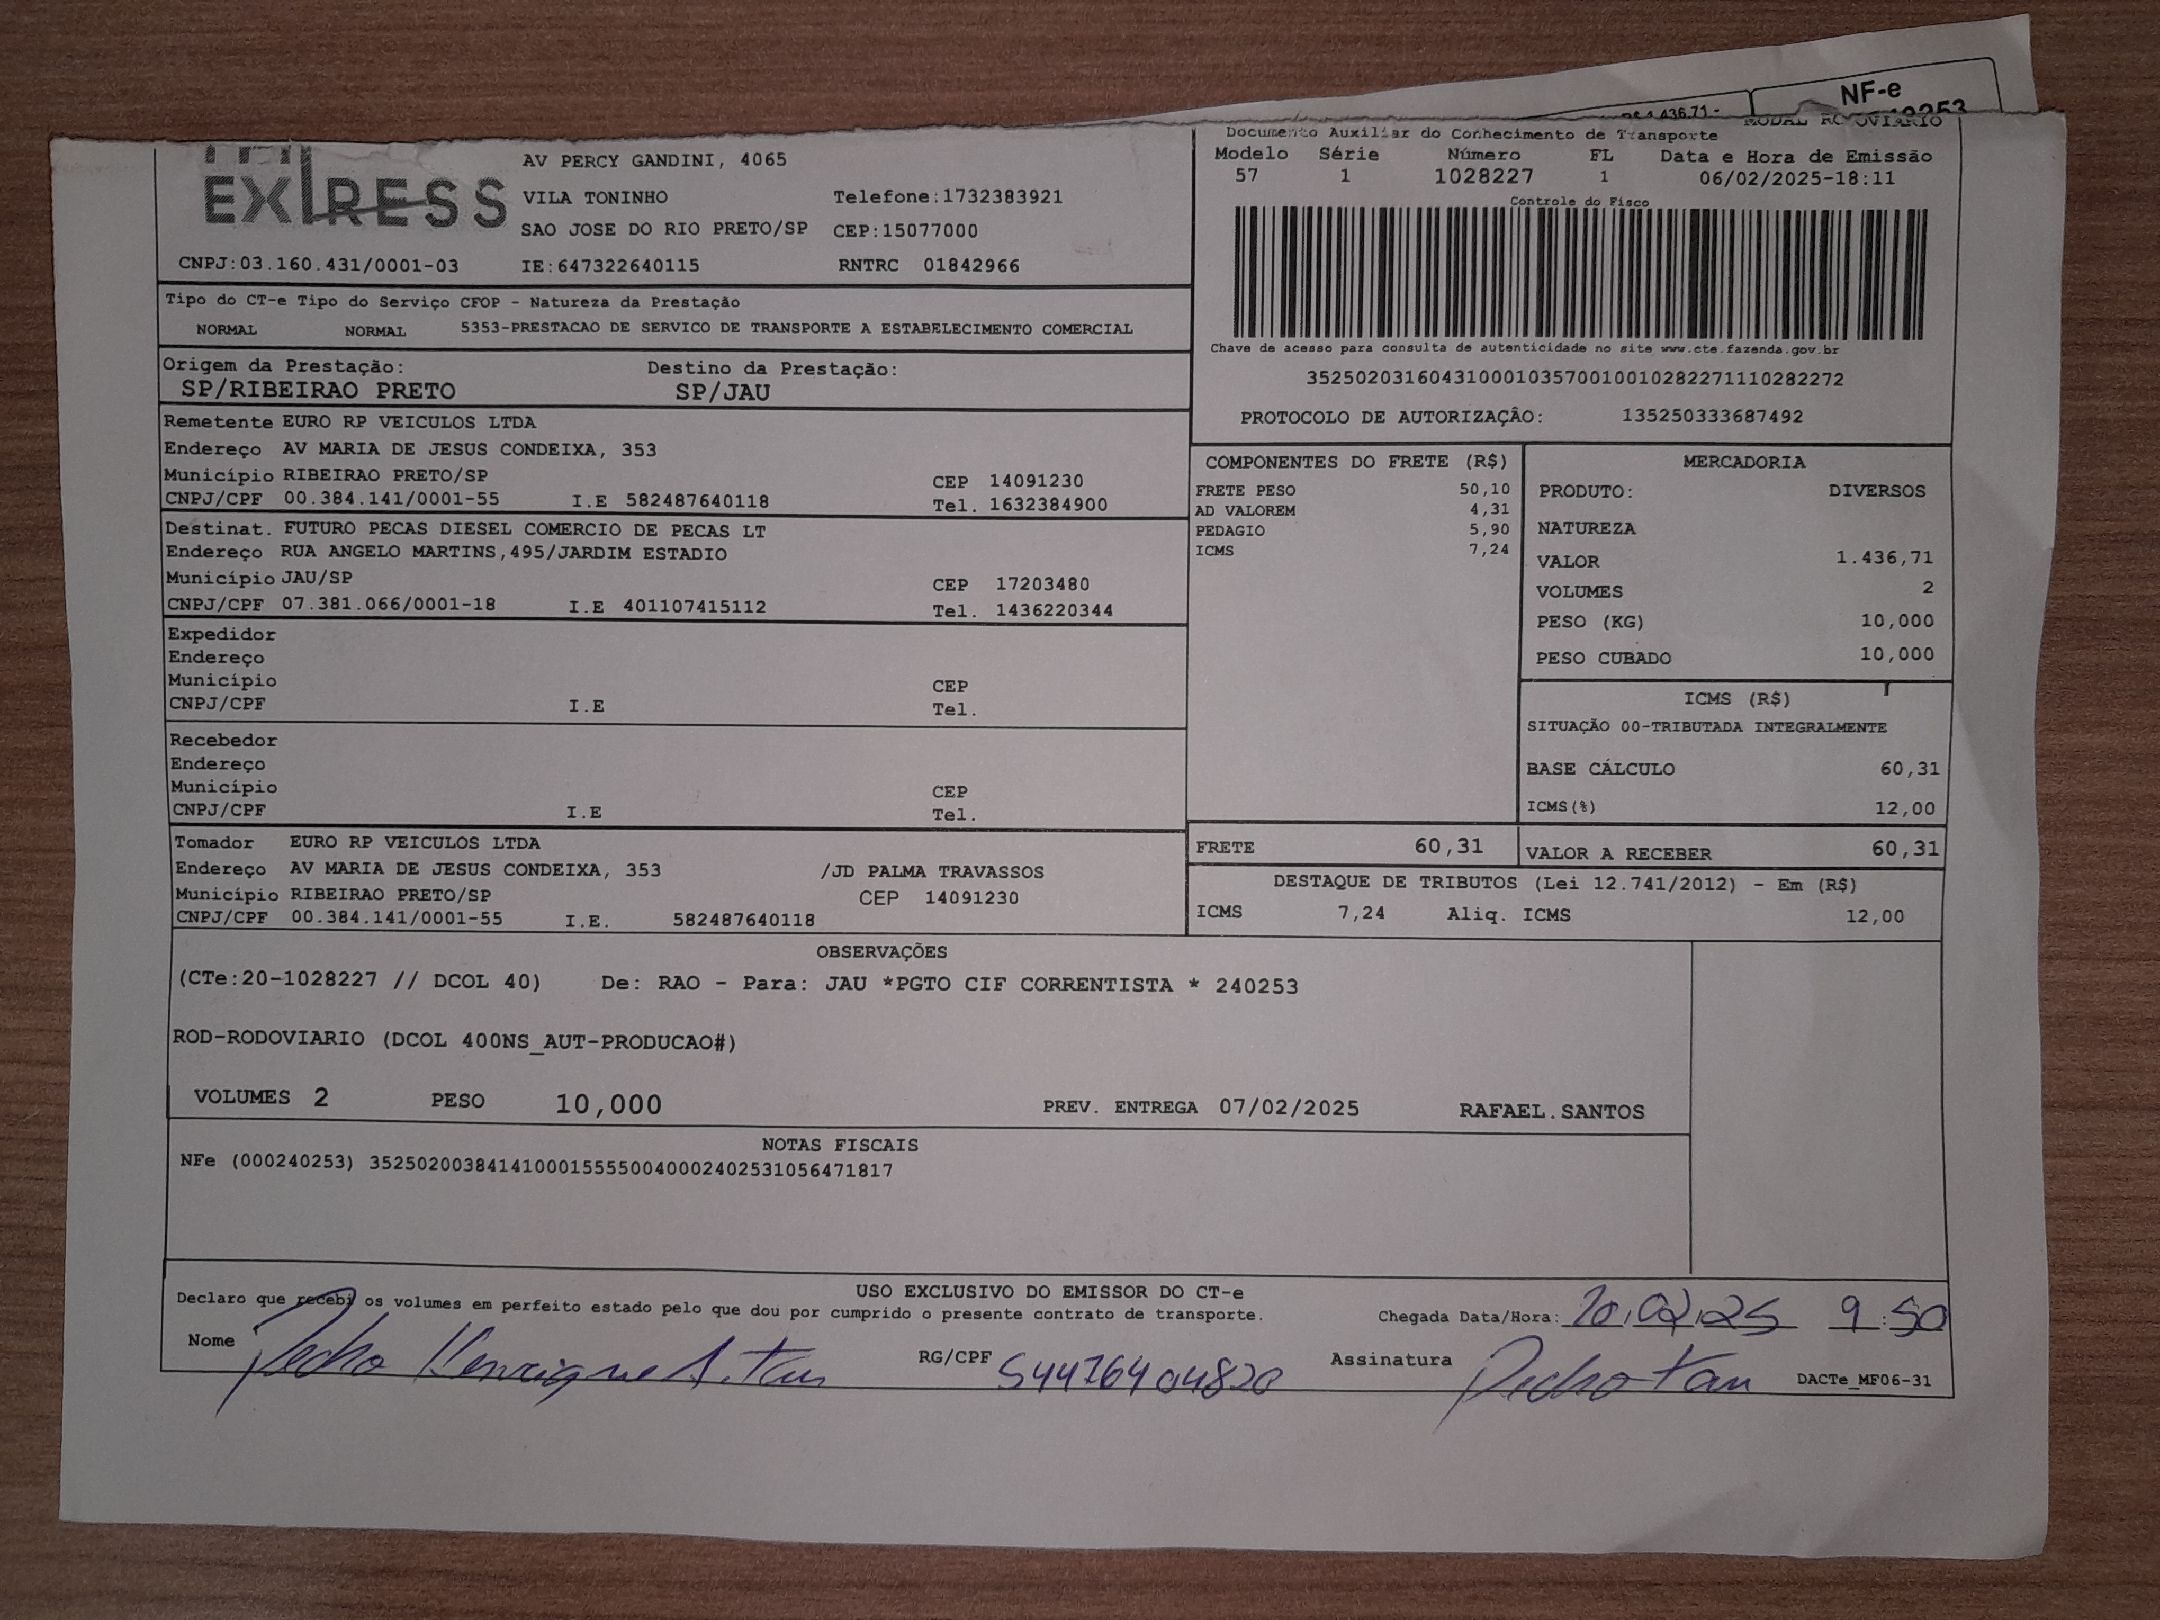 NF-e
1.436,71
EXPRESS
AV PERCY GANDINI, 4065
VILA TONINHO Telefone:1732383921
SAO JOSE DO RIO PRETO/SP CEP:15077000
CNPJ:03.160.431/0001-03 IE:647322640115 RNTRC 01842966
MODAL RODOVIARIO
Documento Auxiliar do Conhecimento de Transporte
Modelo Série Número FL Data e Hora de Emissão
57 1 1028227 1 06/02/2025-18:11
Controle do Fisco
Chave de acesso para consulta de autenticidade no site www.cte.fazenda.gov.br
35250203160431000103570010010282271110282272
PROTOCOLO DE AUTORIZAÇÂO: 135250333687492
Tipo do CT-e Tipo do Serviço CFOP - Natureza da Prestação
NORMAL NORMAL 5353-PRESTACAO DE SERVICO DE TRANSPORTE A ESTABELECIMENTO COMERCIAL
Origem da Prestação: Destino da Prestação:
SP/RIBEIRAO PRETO SP/JAU
Remetente EURO RP VEICULOS LTDA
Endereço AV MARIA DE JESUS CONDEIXA, 353
Município RIBEIRAO PRETO/SP CEP 14091230
CNPJ/CPF 00.384.141/0001-55 I.E 582487640118 Tel. 1632384900
Destinat. FUTURO PECAS DIESEL COMERCIO DE PECAS LT
Endereço RUA ANGELO MARTINS,495/JARDIM ESTADIO
Município JAU/SP CEP 17203480
CNPJ/CPF 07.381.066/0001-18 I.E 401107415112 Tel. 1436220344
Expedidor
Endereço
Município CEP
CNPJ/CPF I.E Tel.
Recebedor
Endereço
Município CEP
CNPJ/CPF I.E Tel.
Tomador EURO RP VEICULOS LTDA
Endereço AV MARIA DE JESUS CONDEIXA, 353 /JD PALMA TRAVASSOS
Município RIBEIRAO PRETO/SP CEP 14091230
CNPJ/CPF 00.384.141/0001-55 I.E. 582487640118
COMPONENTES DO FRETE (R$)
FRETE PESO 50,10
AD VALOREM 4,31
PEDAGIO 5,90
ICMS 7,24
MERCADORIA
PRODUTO: DIVERSOS
NATUREZA
VALOR 1.436,71
VOLUMES 2
PESO (KG) 10,000
PESO CUBADO 10,000
ICMS (R$)
SITUAÇÃO 00-TRIBUTADA INTEGRALMENTE
BASE CÁLCULO 60,31
ICMS(%) 12,00
FRETE 60,31 VALOR A RECEBER 60,31
DESTAQUE DE TRIBUTOS (Lei 12.741/2012) - Em (R$)
ICMS 7,24 Aliq. ICMS 12,00
OBSERVAÇÕES
(CTe:20-1028227 // DCOL 40) De: RAO - Para: JAU *PGTO CIF CORRENTISTA * 240253
ROD-RODOVIARIO (DCOL 400NS_AUT-PRODUCAO#)
VOLUMES 2 PESO 10,000 PREV. ENTREGA 07/02/2025 RAFAEL.SANTOS
NOTAS FISCAIS
NFe (000240253) 35250200384141000155550040002402531056471817
USO EXCLUSIVO DO EMISSOR DO CT-e
Declaro que recebi os volumes em perfeito estado pelo que dou por cumprido o presente contrato de transporte. Chegada Data/Hora: 10.02.25 9:50
Nome Pedro Henrique A. Tau RG/CPF 54476404820 Assinatura Pedro Tau DACTe_MF06-31